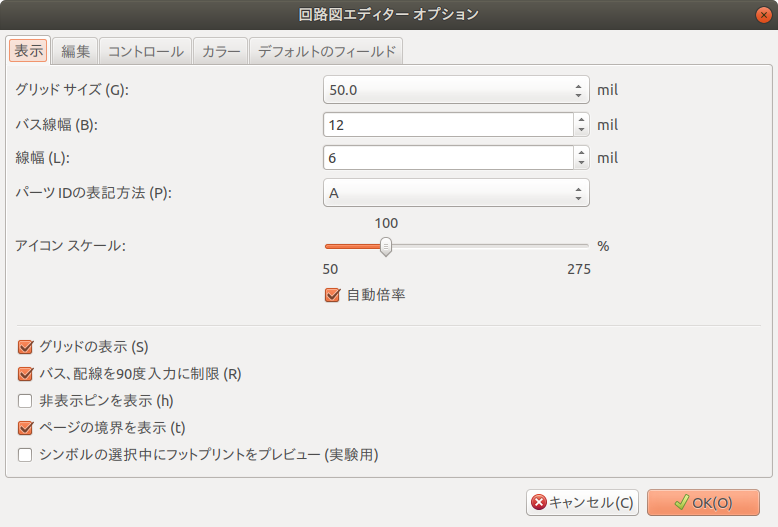 回路図エディター オプション
表示 編集 コントロール カラー デフォルトのフィールド
グリッド サイズ (G): 50.0 mil
バス線幅 (B): 12 mil
線幅 (L): 6 mil
パーツ IDの表記方法 (P): A
100
アイコン スケール: %
50 275
自動倍率
グリッドの表示 (S)
バス、配線を90度入力に制限 (R)
非表示ピンを表示 (h)
ページの境界を表示 (t)
シンボルの選択中にフットプリントをプレビュー (実験用)
キャンセル(C) OK(O)